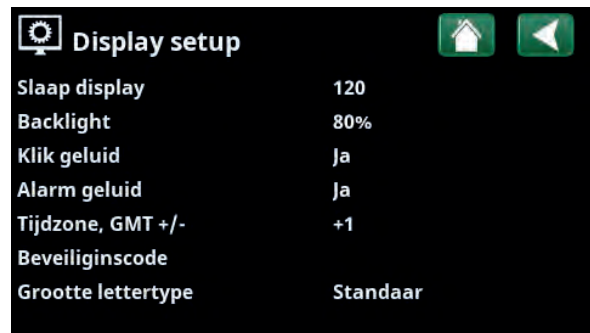 Display setup
Slaap display 120
Backlight 80%
Klik geluid Ja
Alarm geluid Ja
Tijdzone, GMT +/- +1
Beveiliginscode
Grootte lettertype Standaar